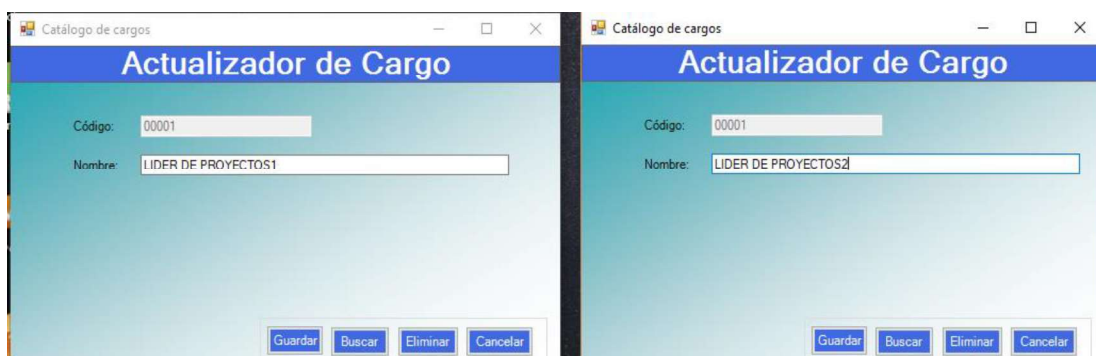 Catálogo de cargos
Actualizador de Cargo
Código: 00001
Nombre: LIDER DE PROYECTOS1
Guardar Buscar Eliminar Cancelar
Catálogo de cargos
Actualizador de Cargo
Código: 00001
Nombre: LIDER DE PROYECTOS2
Guardar Buscar Eliminar Cancelar